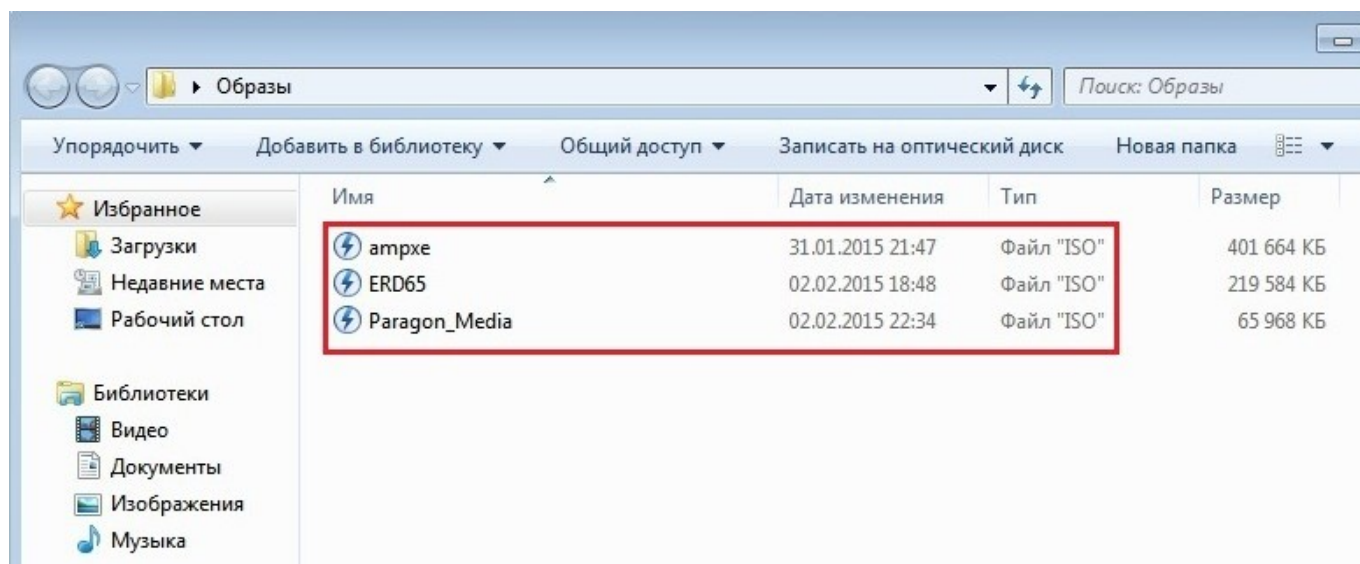 Образы
Поиск: Образы
Упорядочить Добавить в библиотеку Общий доступ Записать на оптический диск Новая папка
Избранное
Загрузки
Недавние места
Рабочий стол
Библиотеки
Видео
Документы
Изображения
Музыка
Имя Дата изменения Тип Размер
ampxe 31.01.2015 21:47 Файл "ISO" 401 664 КБ
ERD65 02.02.2015 18:48 Файл "ISO" 219 584 КБ
Paragon_Media 02.02.2015 22:34 Файл "ISO" 65 968 КБ